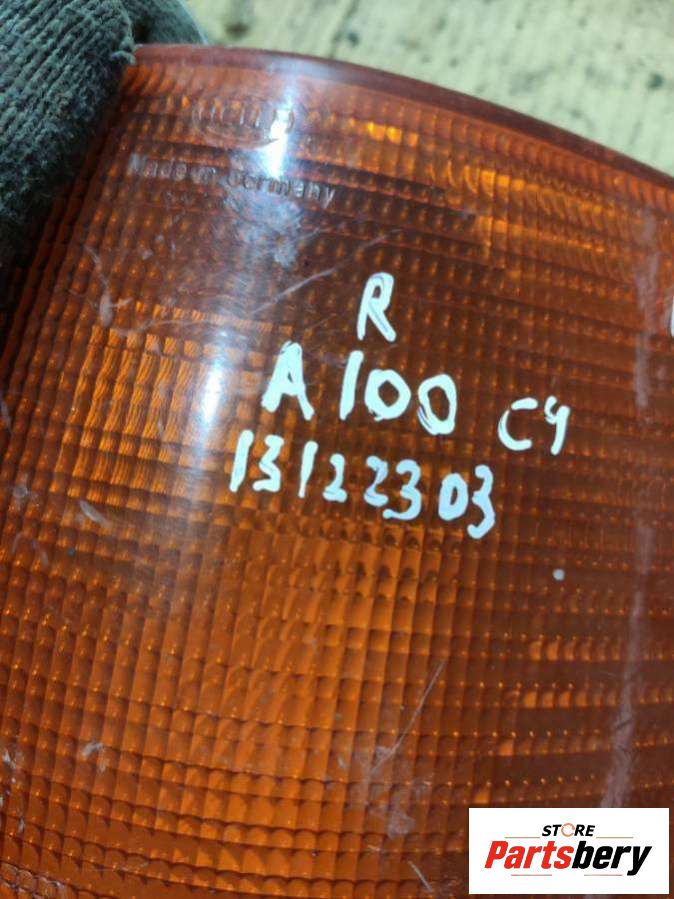 Made in Germany
R
A100 C4
13122303
STORE
Partsbery